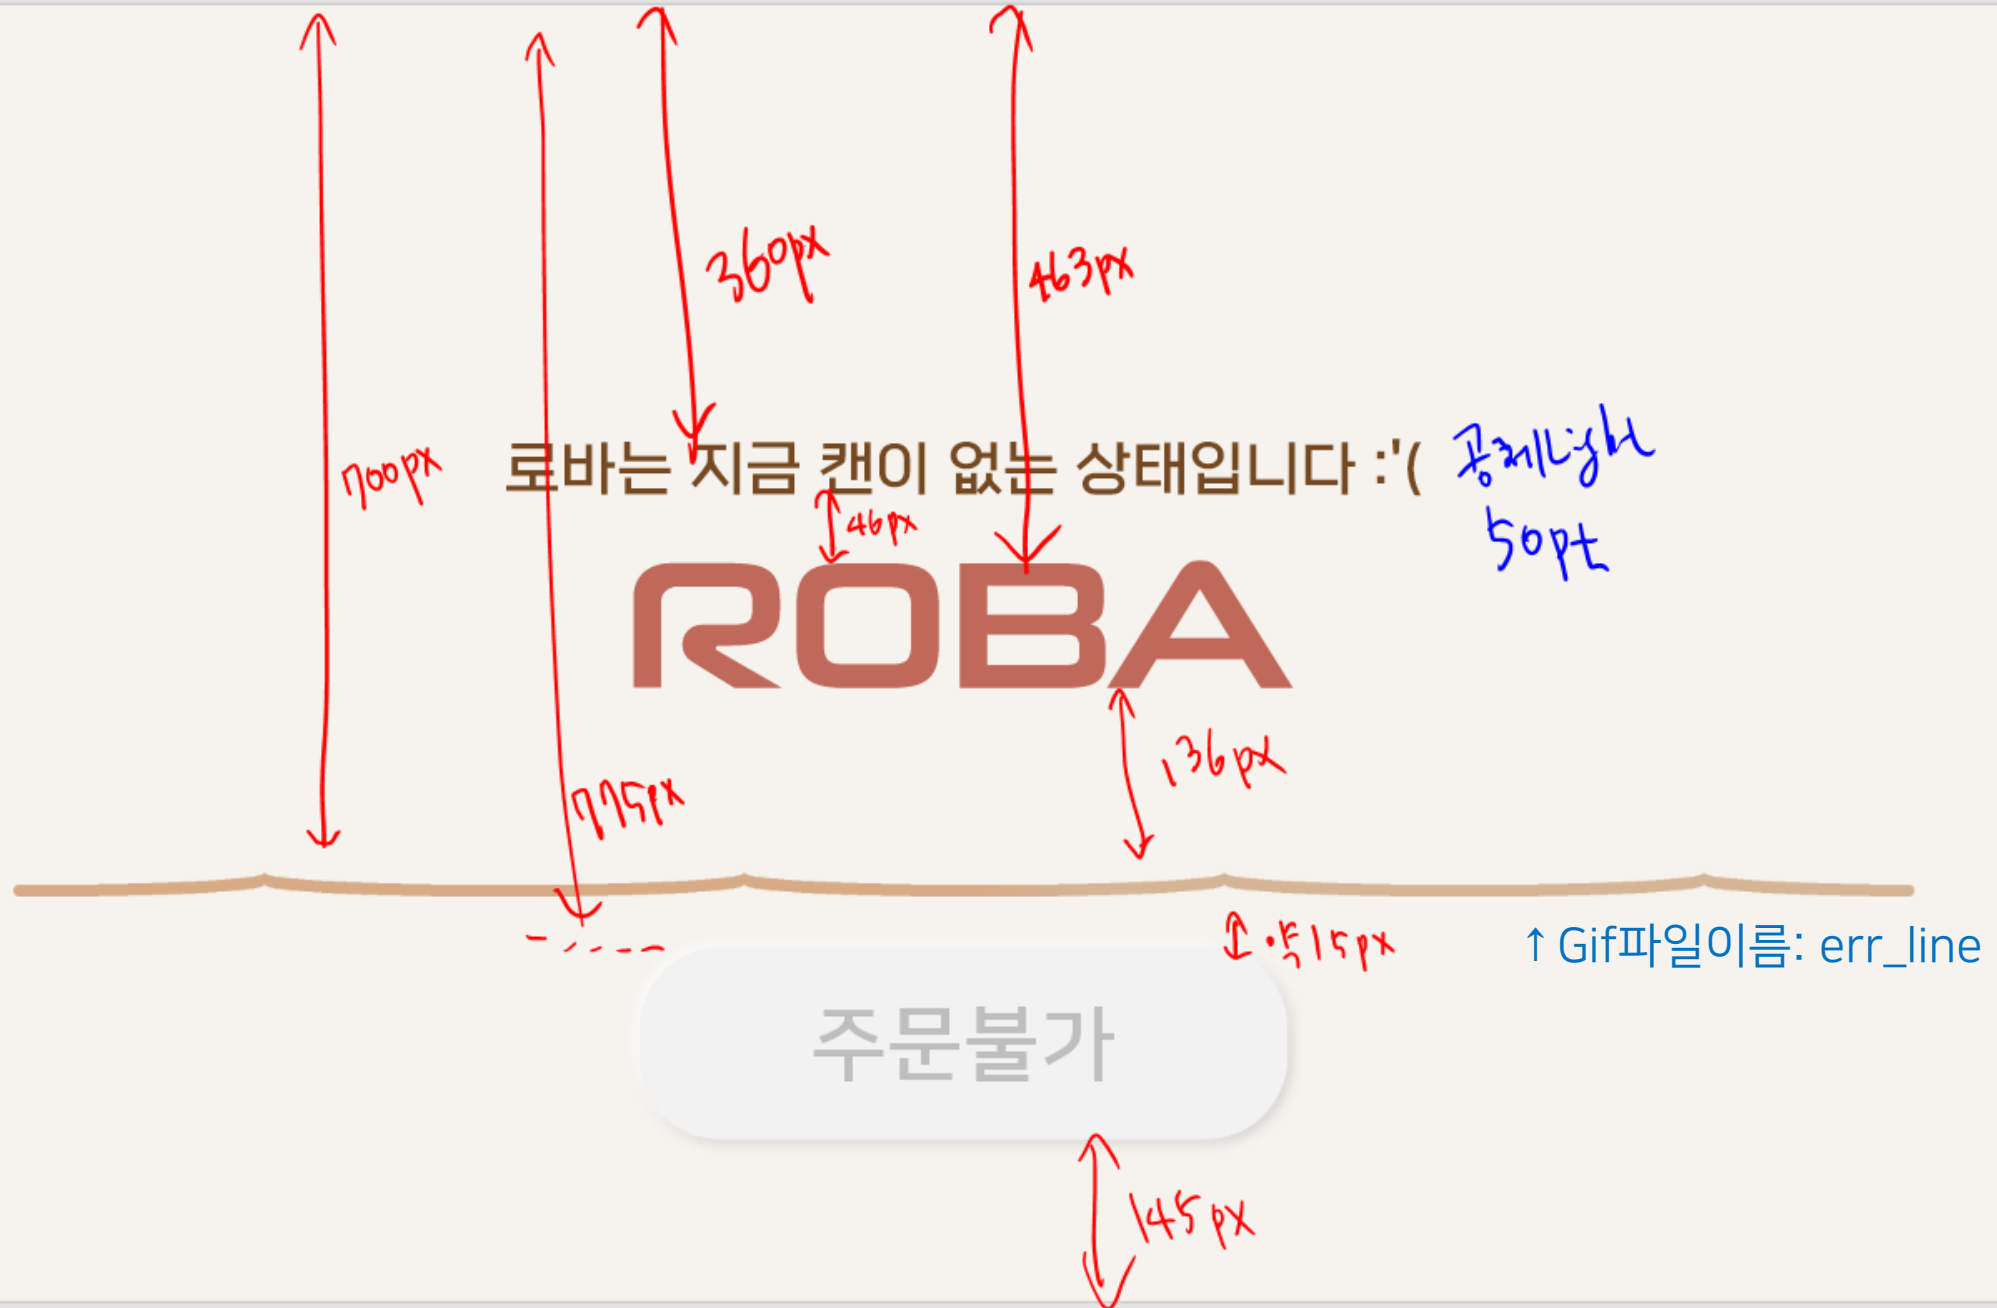 360px
463px
700px
로바는 지금 캔이 없는 상태입니다 :'(
공체Light
50pt
46px
ROBA
136px
775px
약15px
↑ Gif파일이름: err_line
주문불가
145px